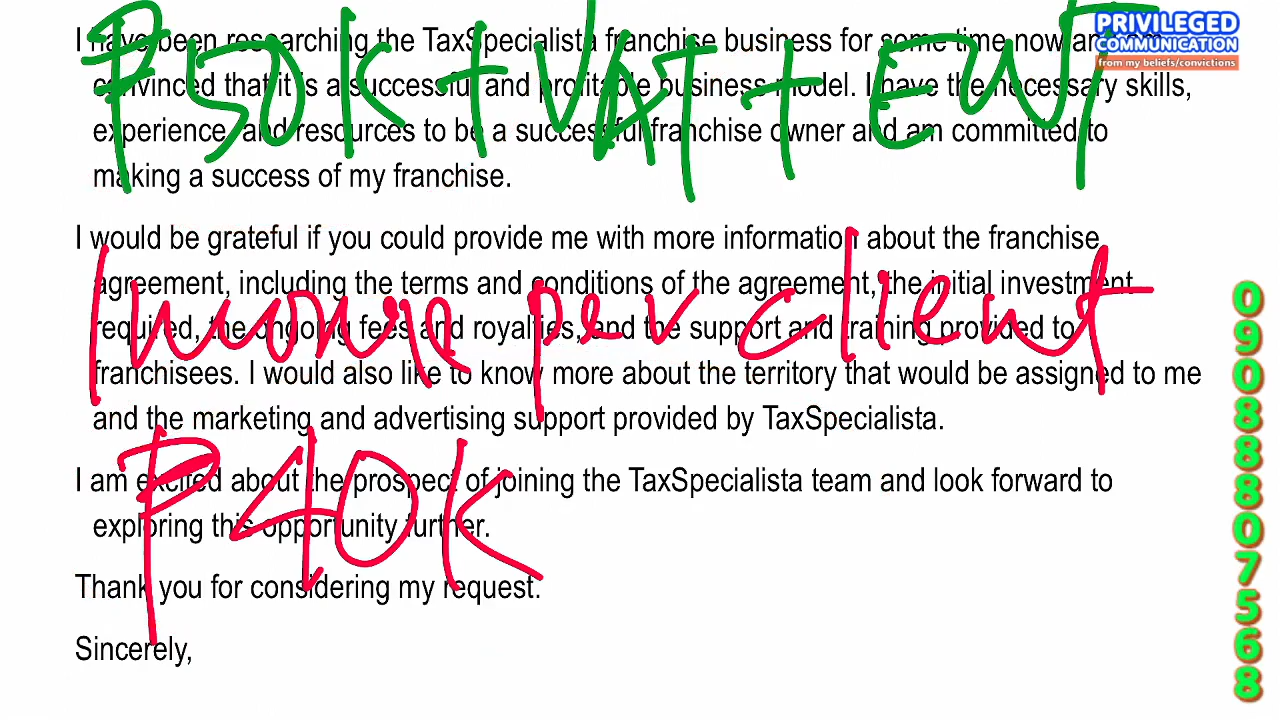 PRIVILEGED
COMMUNICATION
from my beliefs/convictions
₱50K + VAT + EWT
I have been researching the TaxSpecialista franchise business for some time now and am
convinced that it is a successful and profitable business model. I have the necessary skills,
experience, and resources to be a successful franchise owner and am committed to
making a success of my franchise.
I would be grateful if you could provide me with more information about the franchise
agreement, including the terms and conditions of the agreement, the initial investment
required, the ongoing fees and royalties, and the support and training provided to
franchisees. I would also like to know more about the territory that would be assigned to me
and the marketing and advertising support provided by TaxSpecialista.
Income per client
₱40K
I am excited about the prospect of joining the TaxSpecialista team and look forward to
exploring this opportunity further.
Thank you for considering my request.
Sincerely,
09088807568